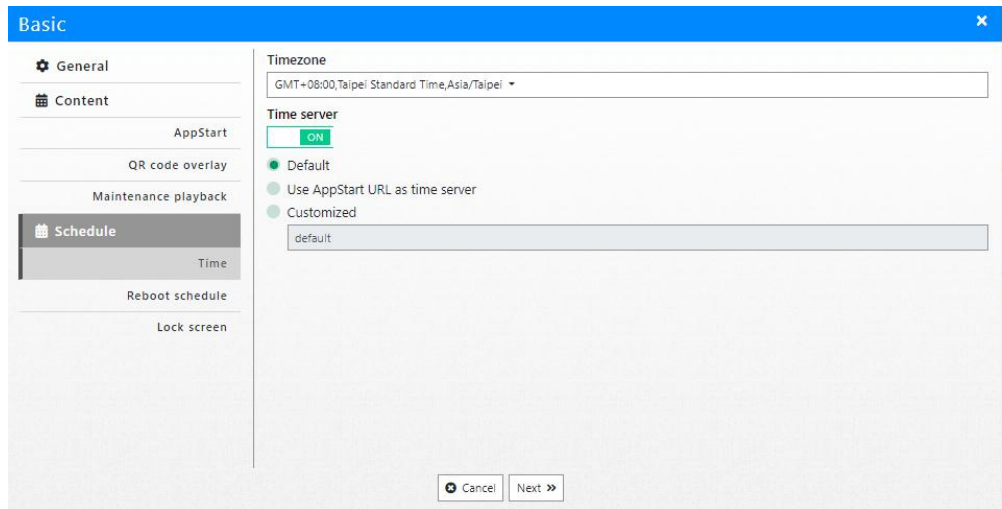 Basic
General
Content
AppStart
QR code overlay
Maintenance playback
Schedule
Time
Reboot schedule
Lock screen
Timezone
GMT+08:00,Taipei Standard Time,Asia/Taipei
Time server
ON
Default
Use AppStart URL as time server
Customized
default
Cancel
Next »